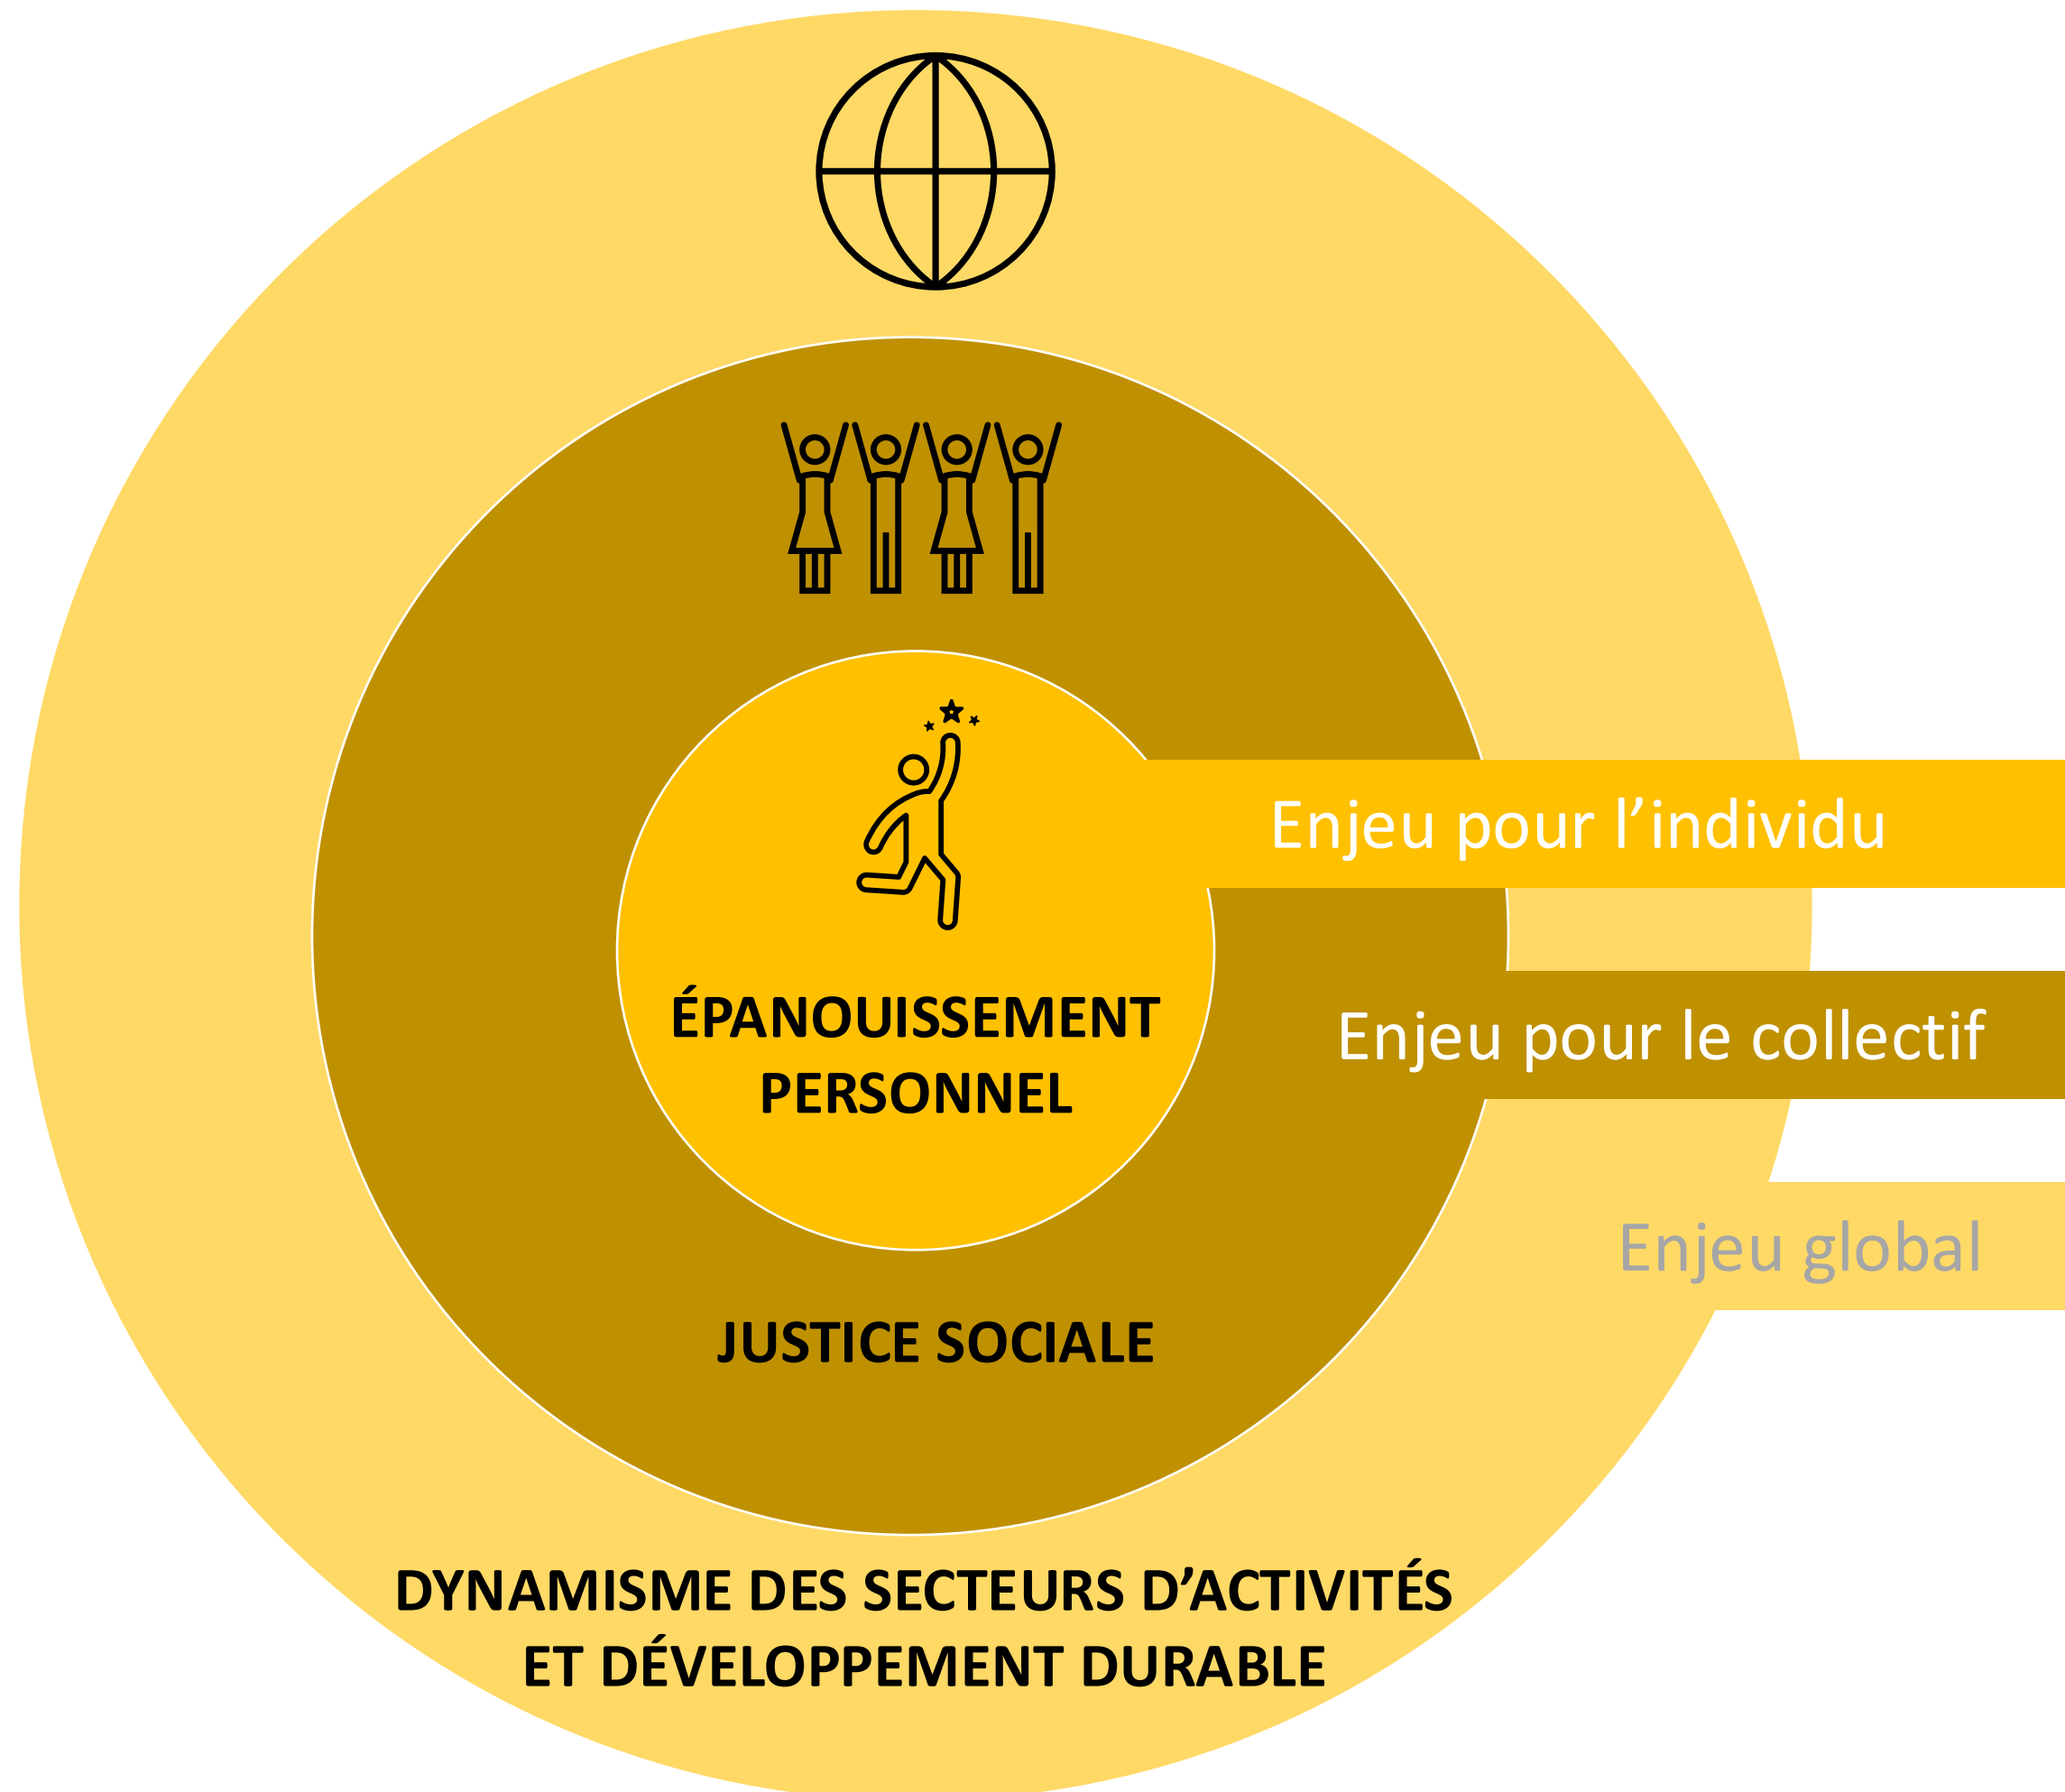 Enjeu pour l’individu
ÉPANOUISSEMENT
PERSONNEL
Enjeu pour le collectif
Enjeu global
JUSTICE SOCIALE
DYNAMISME DES SECTEURS D’ACTIVITÉS
ET DÉVELOPPEMENT DURABLE